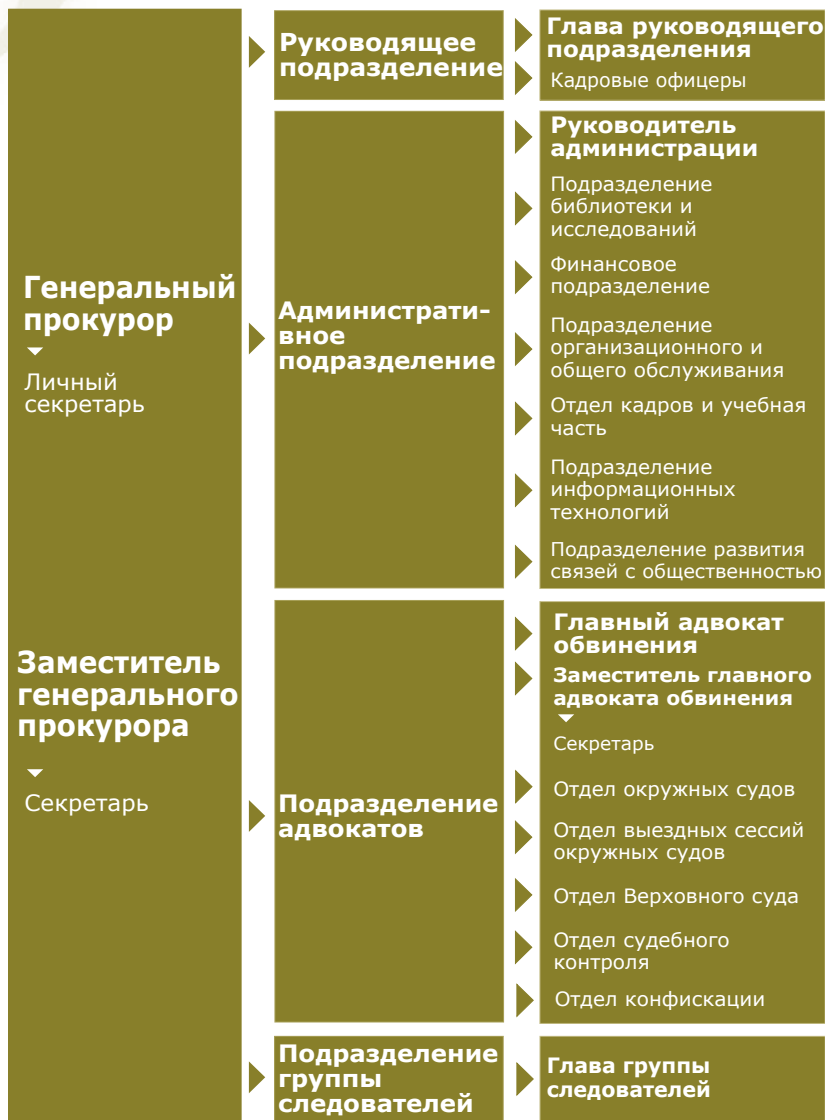 Генеральный
прокурор
Личный
секретарь
Заместитель
генерального
прокурора
Секретарь
Руководящее
подразделение
Глава руководящего
подразделения
Кадровые офицеры
Администрати-
вное
подразделение
Руководитель
администрации
Подразделение
библиотеки и
исследований
Финансовое
подразделение
Подразделение
организационного и
общего обслуживания
Отдел кадров и учебная
часть
Подразделение
информационных
технологий
Подразделение развития
связей с общественностью
Подразделение
адвокатов
Главный адвокат
обвинения
Заместитель главного
адвоката обвинения
Секретарь
Отдел окружных судов
Отдел выездных сессий
окружных судов
Отдел Верховного суда
Отдел судебного
контроля
Отдел конфискации
Подразделение
группы
следователей
Глава группы
следователей